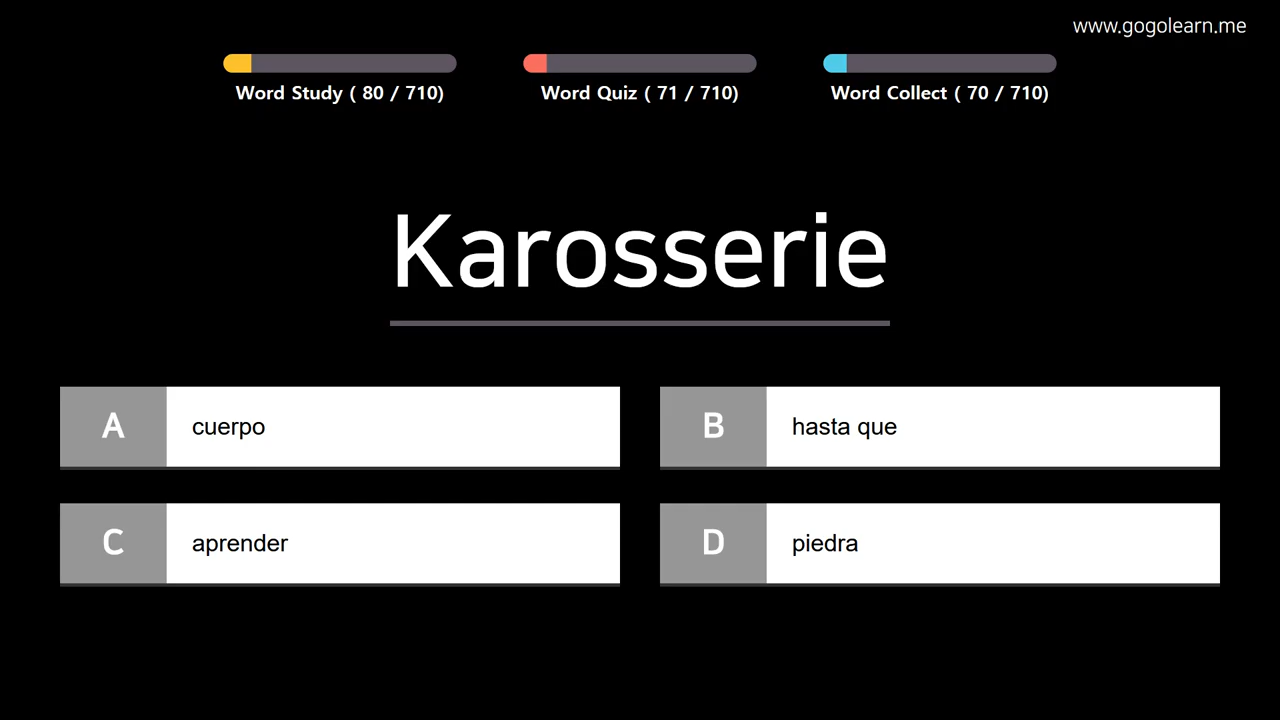 www.gogolearn.me
Word Study ( 80 / 710)
Word Quiz ( 71 / 710)
Word Collect ( 70 / 710)
Karosserie
A cuerpo
B hasta que
C aprender
D piedra